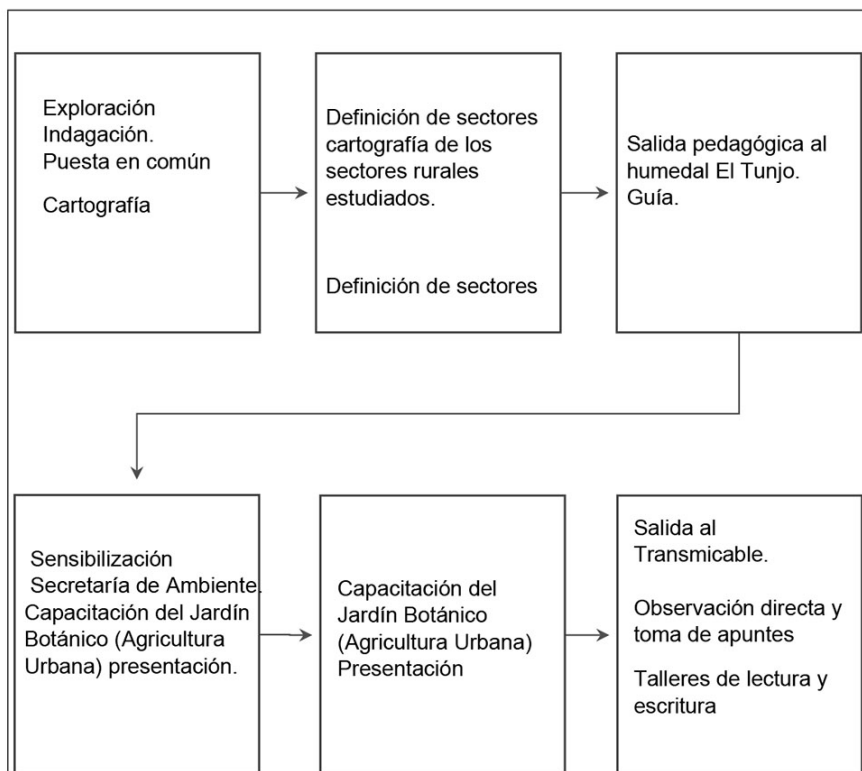 Exploración
Indagación.
Puesta en común
Cartografía
Definición de sectores
cartografía de los
sectores rurales
estudiados.
Definición de sectores
Salida pedagógica al
humedal El Tunjo.
Guía.
Sensibilización
Secretaría de Ambiente.
Capacitación del Jardín
Botánico (Agricultura
Urbana) presentación.
Capacitación del
Jardín Botánico
(Agricultura Urbana)
Presentación
Salida al
Transmicable.
Observación directa y
toma de apuntes
Talleres de lectura y
escritura